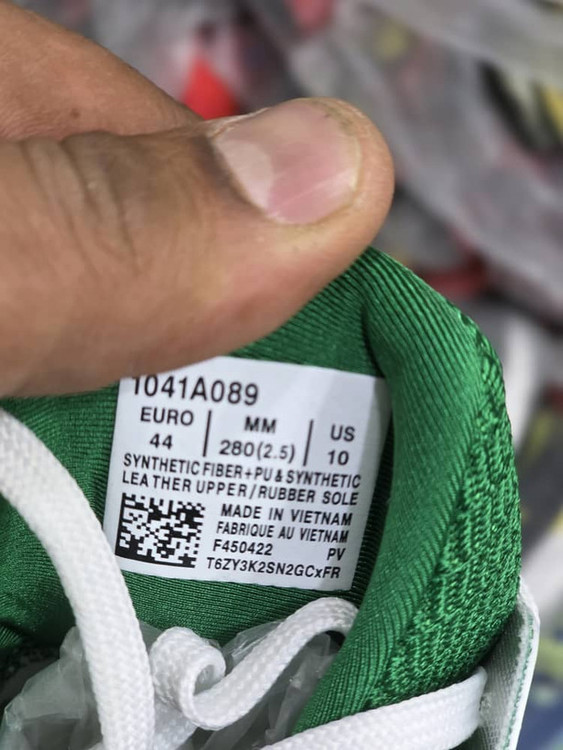 1041A089
EURO MM US
44 280(2.5) 10
SYNTHETIC FIBER+PU & SYNTHETIC
LEATHER UPPER/RUBBER SOLE
MADE IN VIETNAM
FABRIQUE AU VIETNAM
F450422 PV
T6ZY3K2SN2GCxFR